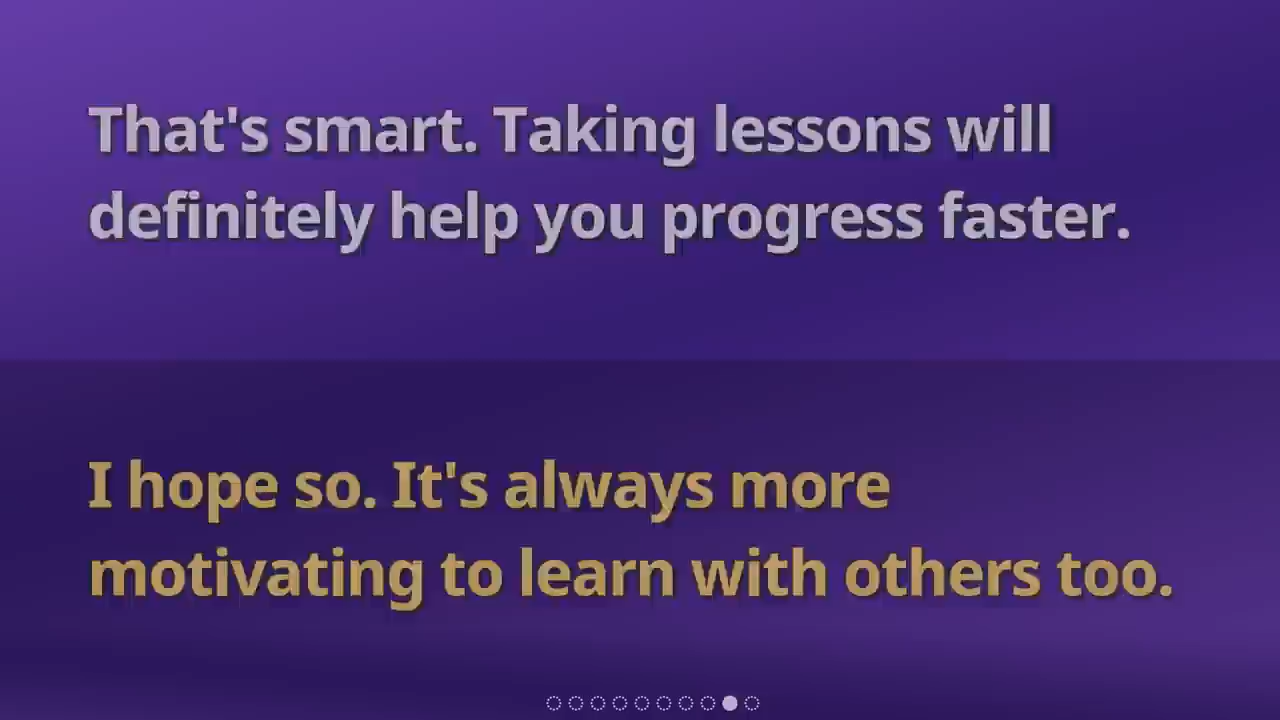 That's smart. Taking lessons will
definitely help you progress faster.
I hope so. It's always more
motivating to learn with others too.